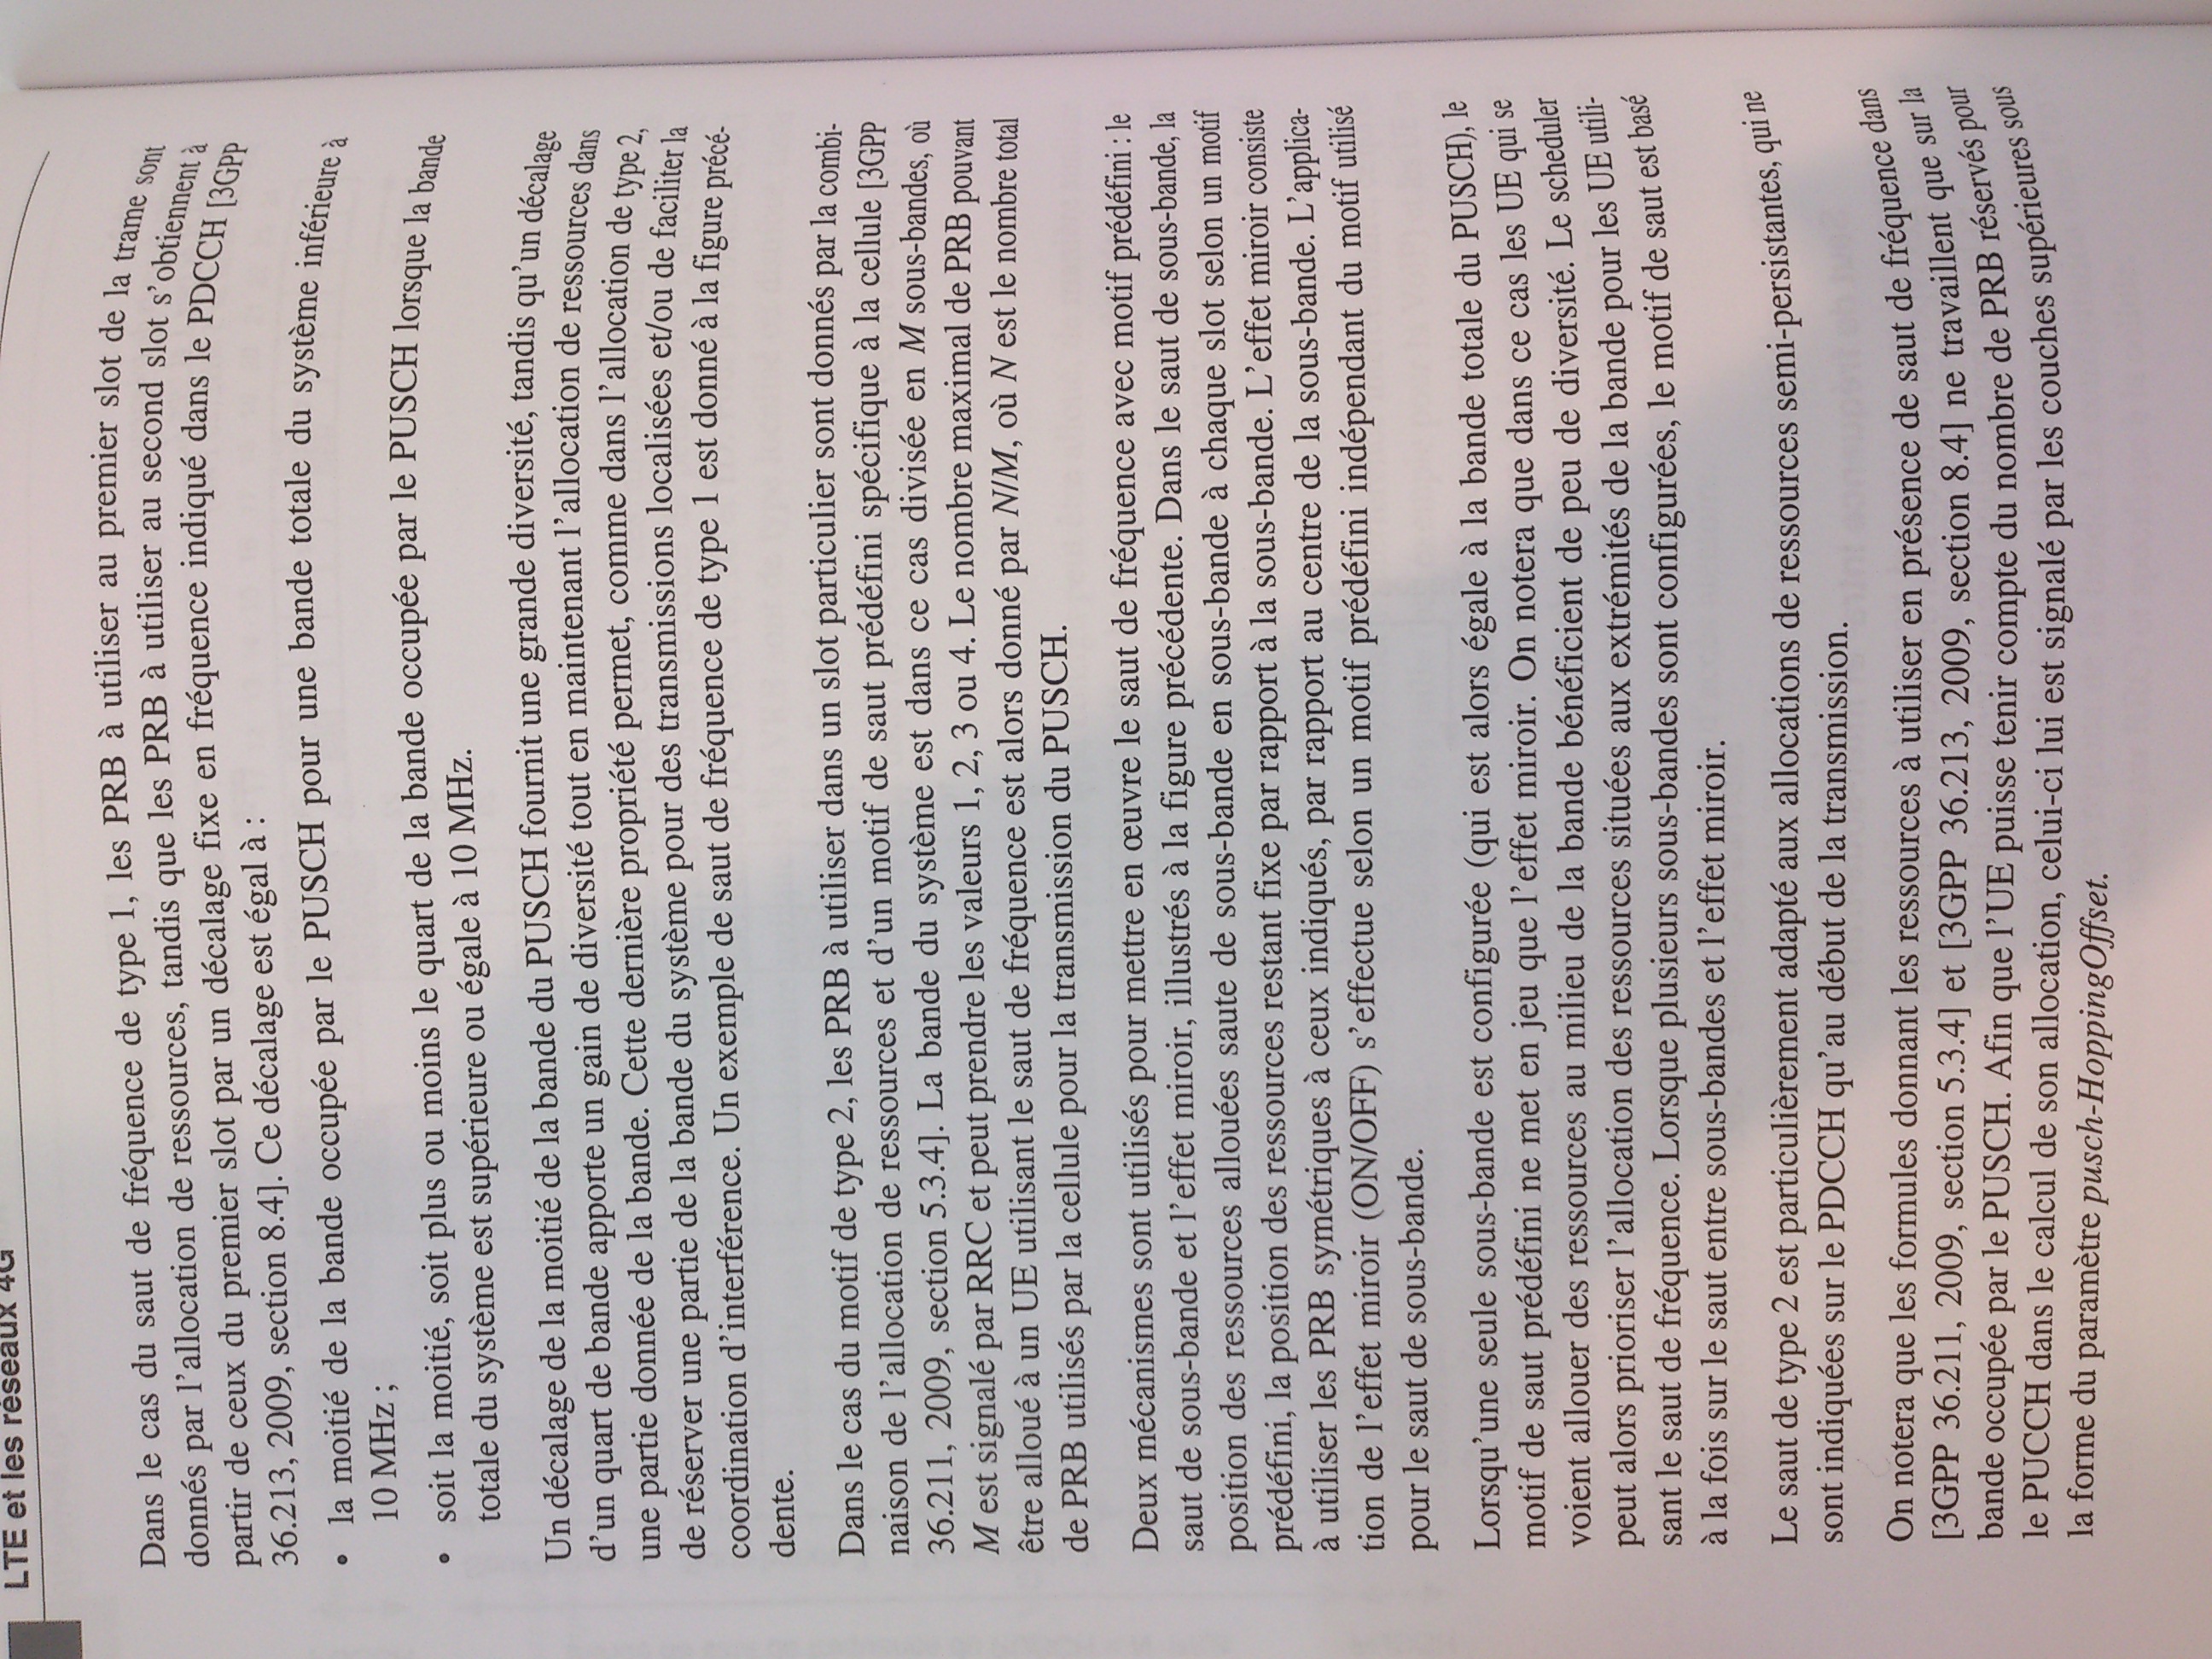 LTE et les réseaux 4G
Dans le cas du saut de fréquence de type 1, les PRB à utiliser au premier slot de la trame sont
donnés par l'allocation de ressources, tandis que les PRB à utiliser au second slot s'obtiennent à
partir de ceux du premier slot par un décalage fixe en fréquence indiqué dans le PDCCH [3GPP
36.213, 2009, section 8.4]. Ce décalage est égal à :
• la moitié de la bande occupée par le PUSCH pour une bande totale du système inférieure à
10 MHz ;
• soit la moitié, soit plus ou moins le quart de la bande occupée par le PUSCH lorsque la bande
totale du système est supérieure ou égale à 10 MHz.
Un décalage de la moitié de la bande du PUSCH fournit une grande diversité, tandis qu'un décalage
d'un quart de bande apporte un gain de diversité tout en maintenant l'allocation de ressources dans
une partie donnée de la bande. Cette dernière propriété permet, comme dans l'allocation de type 2,
de réserver une partie de la bande du système pour des transmissions localisées et/ou de faciliter la
coordination d'interférence. Un exemple de saut de fréquence de type 1 est donné à la figure précé-
dente.
Dans le cas du motif de type 2, les PRB à utiliser dans un slot particulier sont donnés par la combi-
naison de l'allocation de ressources et d'un motif de saut prédéfini spécifique à la cellule [3GPP
36.211, 2009, section 5.3.4]. La bande du système est dans ce cas divisée en M sous-bandes, où
M est signalé par RRC et peut prendre les valeurs 1, 2, 3 ou 4. Le nombre maximal de PRB pouvant
être alloué à un UE utilisant le saut de fréquence est alors donné par N/M, où N est le nombre total
de PRB utilisés par la cellule pour la transmission du PUSCH.
Deux mécanismes sont utilisés pour mettre en œuvre le saut de fréquence avec motif prédéfini : le
saut de sous-bande et l'effet miroir, illustrés à la figure précédente. Dans le saut de sous-bande, la
position des ressources allouées saute de sous-bande en sous-bande à chaque slot selon un motif
prédéfini, la position des ressources restant fixe par rapport à la sous-bande. L'effet miroir consiste
à utiliser les PRB symétriques à ceux indiqués, par rapport au centre de la sous-bande. L'applica-
tion de l'effet miroir (ON/OFF) s'effectue selon un motif prédéfini indépendant du motif utilisé
pour le saut de sous-bande.
Lorsqu'une seule sous-bande est configurée (qui est alors égale à la bande totale du PUSCH), le
motif de saut prédéfini ne met en jeu que l'effet miroir. On notera que dans ce cas les UE qui se
voient allouer des ressources au milieu de la bande bénéficient de peu de diversité. Le scheduler
peut alors prioriser l'allocation des ressources situées aux extrémités de la bande pour les UE utili-
sant le saut de fréquence. Lorsque plusieurs sous-bandes sont configurées, le motif de saut est basé
à la fois sur le saut entre sous-bandes et l'effet miroir.
Le saut de type 2 est particulièrement adapté aux allocations de ressources semi-persistantes, qui ne
sont indiquées sur le PDCCH qu'au début de la transmission.
On notera que les formules donnant les ressources à utiliser en présence de saut de fréquence dans
[3GPP 36.211, 2009, section 5.3.4] et [3GPP 36.213, 2009, section 8.4] ne travaillent que sur la
bande occupée par le PUSCH. Afin que l'UE puisse tenir compte du nombre de PRB réservés pour
le PUCCH dans le calcul de son allocation, celui-ci lui est signalé par les couches supérieures sous
la forme du paramètre pusch-HoppingOffset.